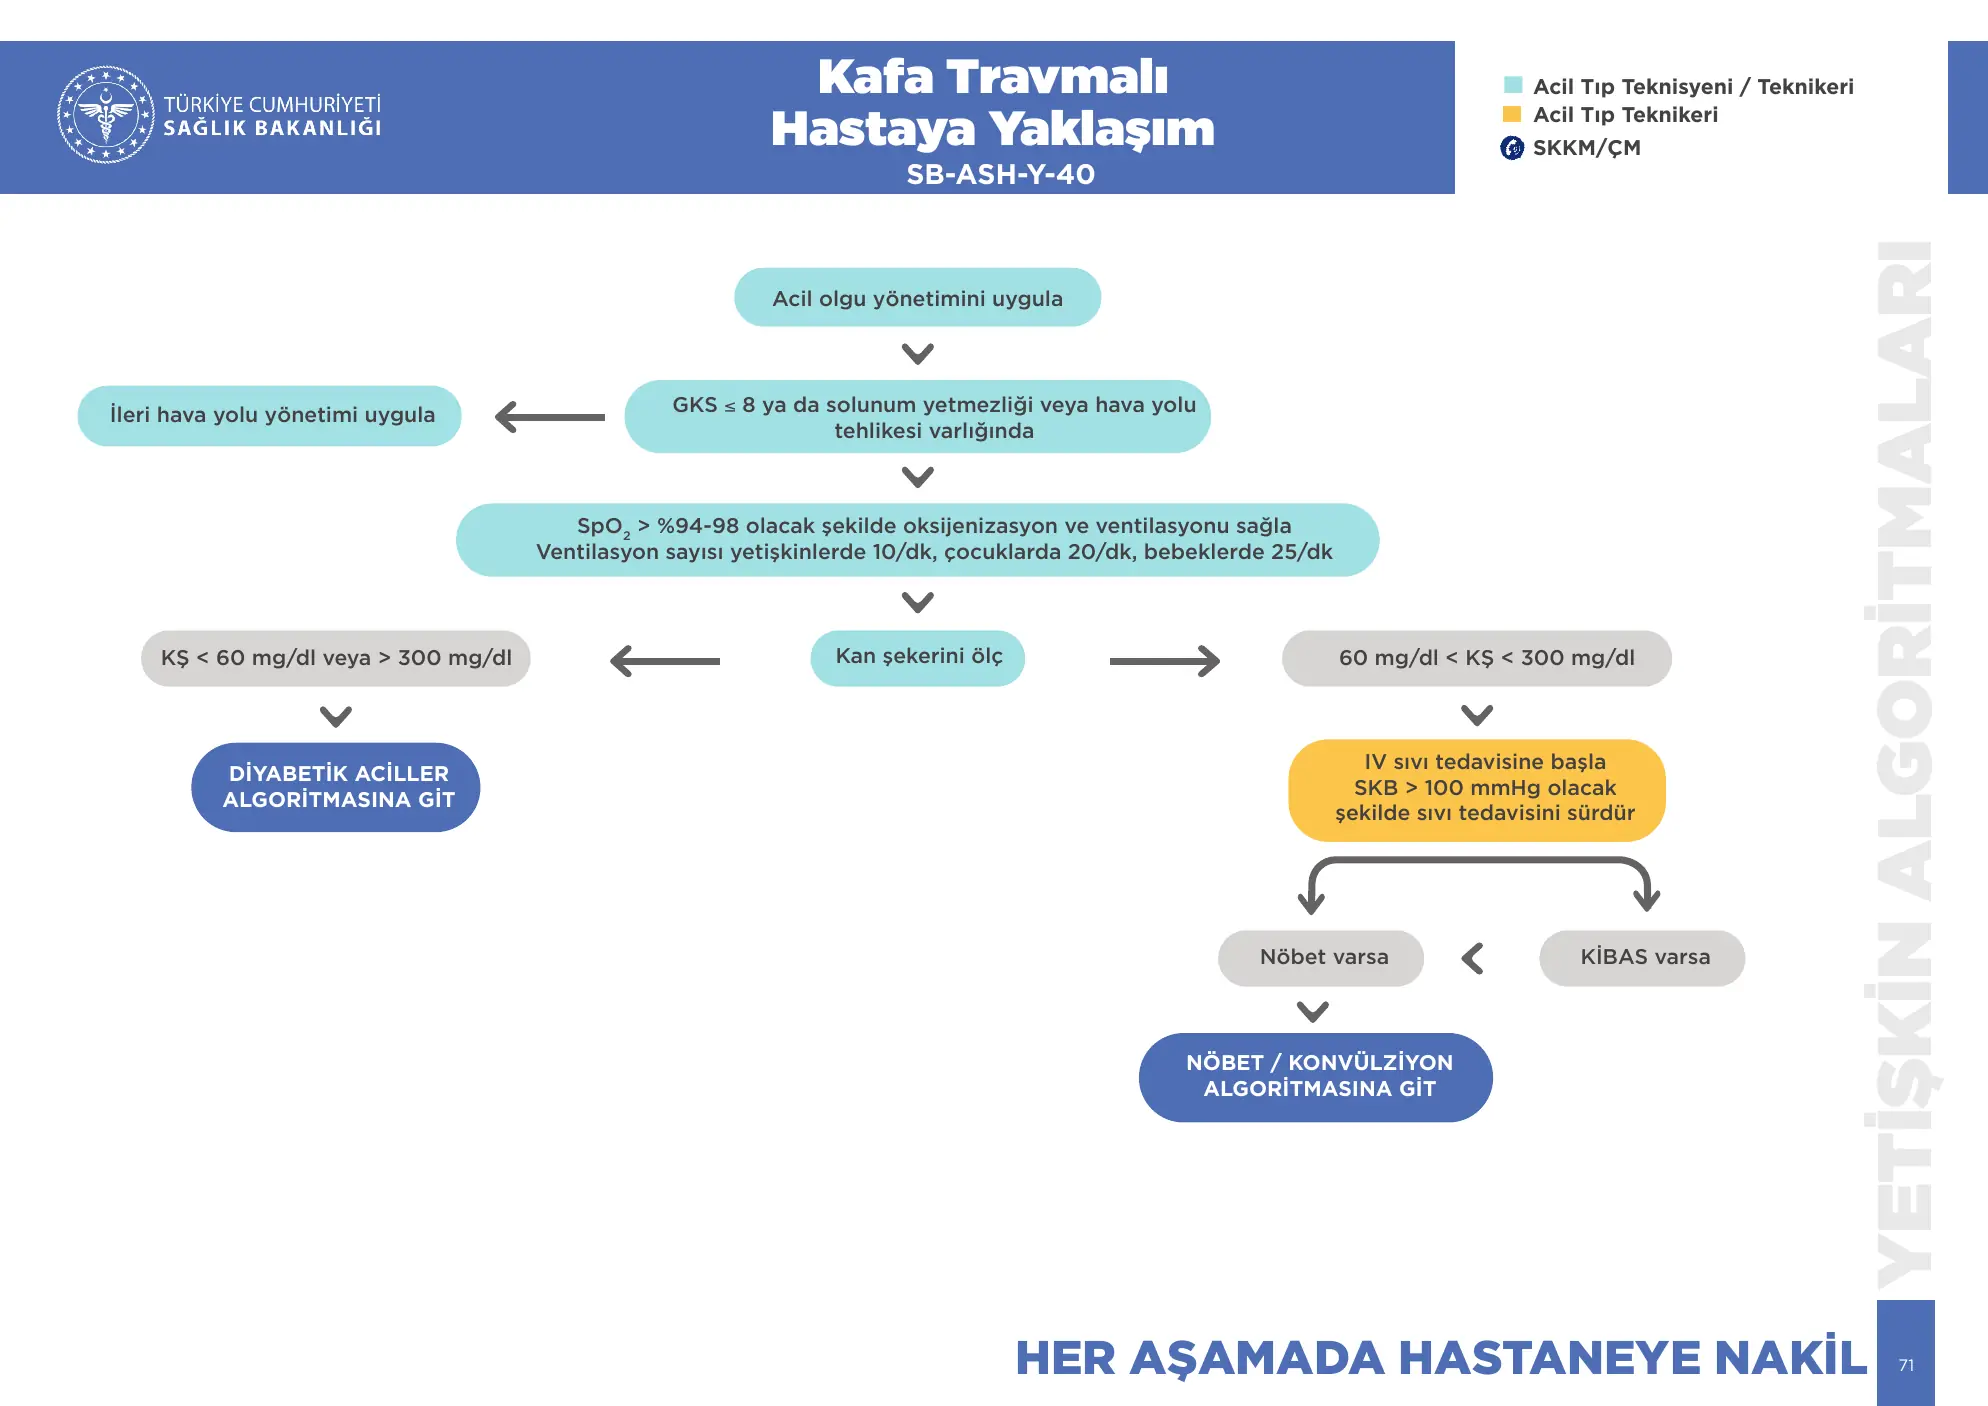 TÜRKİYE CUMHURİYETİ
SAĞLIK BAKANLIĞI
Kafa Travmalı
Hastaya Yaklaşım
SB-ASH-Y-40
Acil Tıp Teknisyeni / Teknikeri
Acil Tıp Teknikeri
SKKM/ÇM
Acil olgu yönetimini uygula
İleri hava yolu yönetimi uygula
GKS ≤ 8 ya da solunum yetmezliği veya hava yolu
tehlikesi varlığında
SpO₂ > %94-98 olacak şekilde oksijenizasyon ve ventilasyonu sağla
Ventilasyon sayısı yetişkinlerde 10/dk, çocuklarda 20/dk, bebeklerde 25/dk
KŞ < 60 mg/dl veya > 300 mg/dl
Kan şekerini ölç
60 mg/dl < KŞ < 300 mg/dl
DİYABETİK ACİLLER
ALGORİTMASINA GİT
IV sıvı tedavisine başla
SKB > 100 mmHg olacak
şekilde sıvı tedavisini sürdür
Nöbet varsa
KİBAS varsa
NÖBET / KONVÜLZİYON
ALGORİTMASINA GİT
YETİŞKİN ALGORİTMALARI
HER AŞAMADA HASTANEYE NAKİL
71